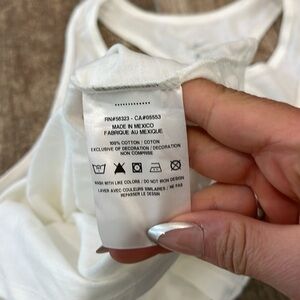 RN#56323 - CA#05553
MADE IN MEXICO
FABRIQUE AU MEXIQUE
100% COTTON / COTON
EXCLUSIVE OF DECORATION / DECORATION
NON COMPRISE
WASH WITH LIKE COLORS / DO NOT IRON DESIGN
LAVER AVEC COULEURS SIMILAIRES / NE PAS
REPASSER LE DESSIN